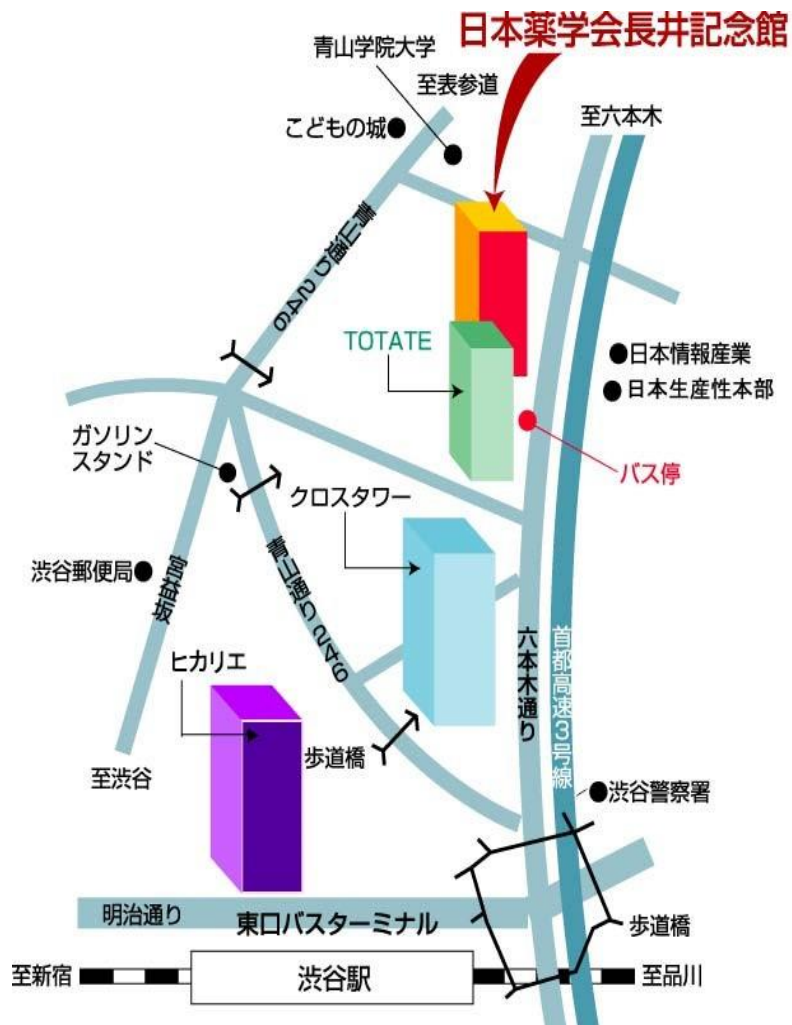 日本薬学会長井記念館
青山学院大学
至表参道
こどもの城
至六本木
青山通り246
TOTATE
日本情報産業
日本生産性本部
ガソリン
スタンド
バス停
クロスタワー
渋谷郵便局
宮益坂
青山通り246
六本木通り
首都高速3号線
ヒカリエ
歩道橋
至渋谷
渋谷警察署
明治通り
東口バスターミナル
歩道橋
至新宿
渋谷駅
至品川